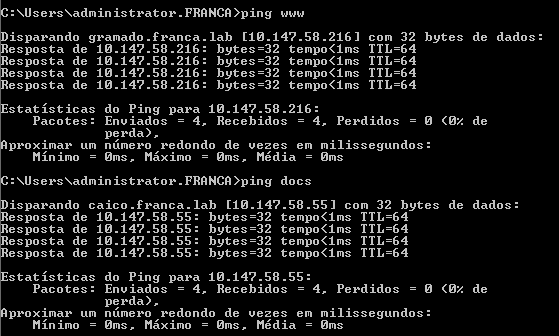 C:\Users\administrator.FRANCA>ping www
Disparando gramado.franca.lab [10.147.58.216] com 32 bytes de dados:
Resposta de 10.147.58.216: bytes=32 tempo<1ms TTL=64
Resposta de 10.147.58.216: bytes=32 tempo<1ms TTL=64
Resposta de 10.147.58.216: bytes=32 tempo<1ms TTL=64
Resposta de 10.147.58.216: bytes=32 tempo<1ms TTL=64
Estatísticas do Ping para 10.147.58.216:
Pacotes: Enviados = 4, Recebidos = 4, Perdidos = 0 (0% de
perda),
Aproximar um número redondo de vezes em milissegundos:
Mínimo = 0ms, Máximo = 0ms, Média = 0ms
C:\Users\administrator.FRANCA>ping docs
Disparando caico.franca.lab [10.147.58.55] com 32 bytes de dados:
Resposta de 10.147.58.55: bytes=32 tempo<1ms TTL=64
Resposta de 10.147.58.55: bytes=32 tempo<1ms TTL=64
Resposta de 10.147.58.55: bytes=32 tempo<1ms TTL=64
Resposta de 10.147.58.55: bytes=32 tempo<1ms TTL=64
Estatísticas do Ping para 10.147.58.55:
Pacotes: Enviados = 4, Recebidos = 4, Perdidos = 0 (0% de
perda),
Aproximar um número redondo de vezes em milissegundos:
Mínimo = 0ms, Máximo = 0ms, Média = 0ms